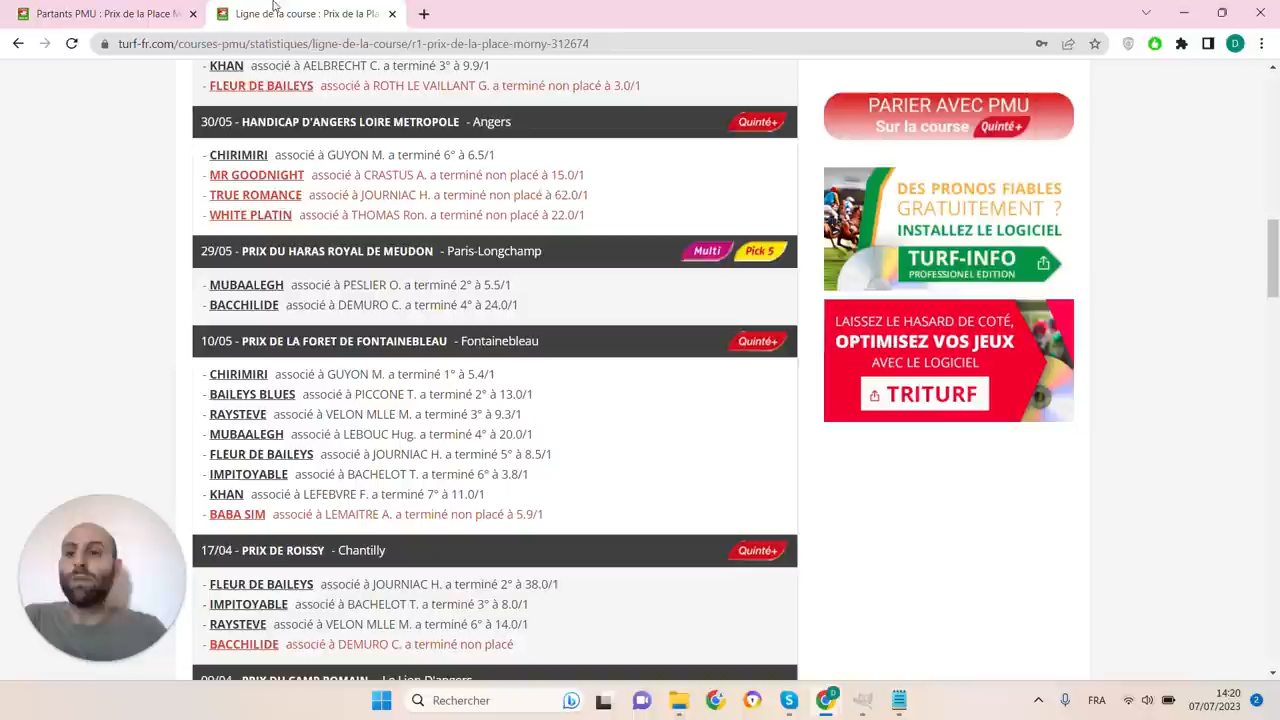 Partants PMU : Prix de la Place M
Ligne de la course : Prix de la Pla
turf-fr.com/courses-pmu/statistiques/ligne-de-la-course/r1-prix-de-la-place-morny-312674
D
- KHAN associé à AELBRECHT C. a terminé 3° à 9.9/1
- FLEUR DE BAILEYS associé à ROTH LE VAILLANT G. a terminé non placé à 3.0/1
30/05 - HANDICAP D'ANGERS LOIRE METROPOLE - Angers Quinté+
- CHIRIMIRI associé à GUYON M. a terminé 6° à 6.5/1
- MR GOODNIGHT associé à CRASTUS A. a terminé non placé à 15.0/1
- TRUE ROMANCE associé à JOURNIAC H. a terminé non placé à 62.0/1
- WHITE PLATIN associé à THOMAS Ron. a terminé non placé à 22.0/1
29/05 - PRIX DU HARAS ROYAL DE MEUDON - Paris-Longchamp Multi Pick 5
- MUBAALEGH associé à PESLIER O. a terminé 2° à 5.5/1
- BACCHILIDE associé à DEMURO C. a terminé 4° à 24.0/1
10/05 - PRIX DE LA FORET DE FONTAINEBLEAU - Fontainebleau Quinté+
- CHIRIMIRI associé à GUYON M. a terminé 1° à 5.4/1
- BAILEYS BLUES associé à PICCONE T. a terminé 2° à 13.0/1
- RAYSTEVE associé à VELON MLLE M. a terminé 3° à 9.3/1
- MUBAALEGH associé à LEBOUC Hug. a terminé 4° à 20.0/1
- FLEUR DE BAILEYS associé à JOURNIAC H. a terminé 5° à 8.5/1
- IMPITOYABLE associé à BACHELOT T. a terminé 6° à 3.8/1
- KHAN associé à LEFEBVRE F. a terminé 7° à 11.0/1
- BABA SIM associé à LEMAITRE A. a terminé non placé à 5.9/1
17/04 - PRIX DE ROISSY - Chantilly Quinté+
- FLEUR DE BAILEYS associé à JOURNIAC H. a terminé 2° à 38.0/1
- IMPITOYABLE associé à BACHELOT T. a terminé 3° à 8.0/1
- RAYSTEVE associé à VELON MLLE M. a terminé 6° à 14.0/1
- BACCHILIDE associé à DEMURO C. a terminé non placé
09/04 - PRIX DU CAMP ROMAIN - Le Lion D'angers
PARIER AVEC PMU
Sur la course Quinté+
DES PRONOS FIABLES
GRATUITEMENT ?
INSTALLEZ LE LOGICIEL
TURF-INFO
PROFESSIONEL EDITION
LAISSEZ LE HASARD DE COTÉ,
OPTIMISEZ VOS JEUX
AVEC LE LOGICIEL
TRITURF
Rechercher
FRA
14:20
07/07/2023
2